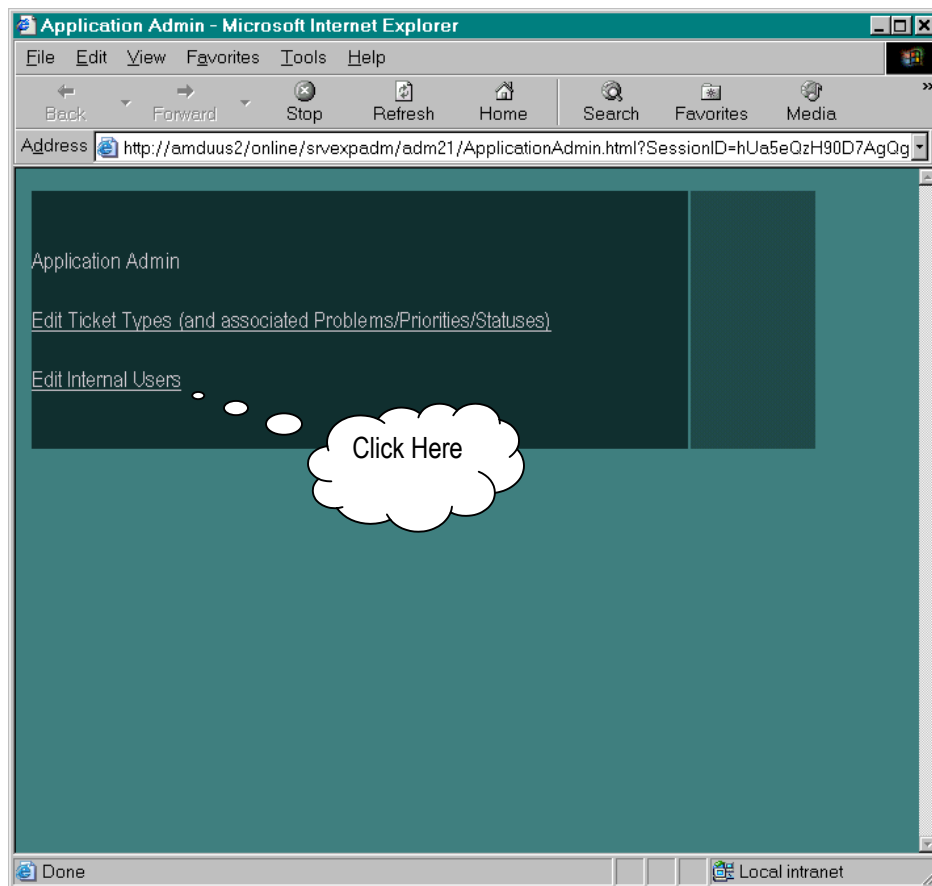 Application Admin - Microsoft Internet Explorer
File Edit View Favorites Tools Help
Back Forward Stop Refresh Home Search Favorites Media »
Address http://amduus2/online/srvexpadm/adm21/ApplicationAdmin.html?SessionID=hUa5eQzH90D7AgQg
Application Admin
Edit Ticket Types (and associated Problems/Priorities/Statuses)
Edit Internal Users
Click Here
Done Local intranet